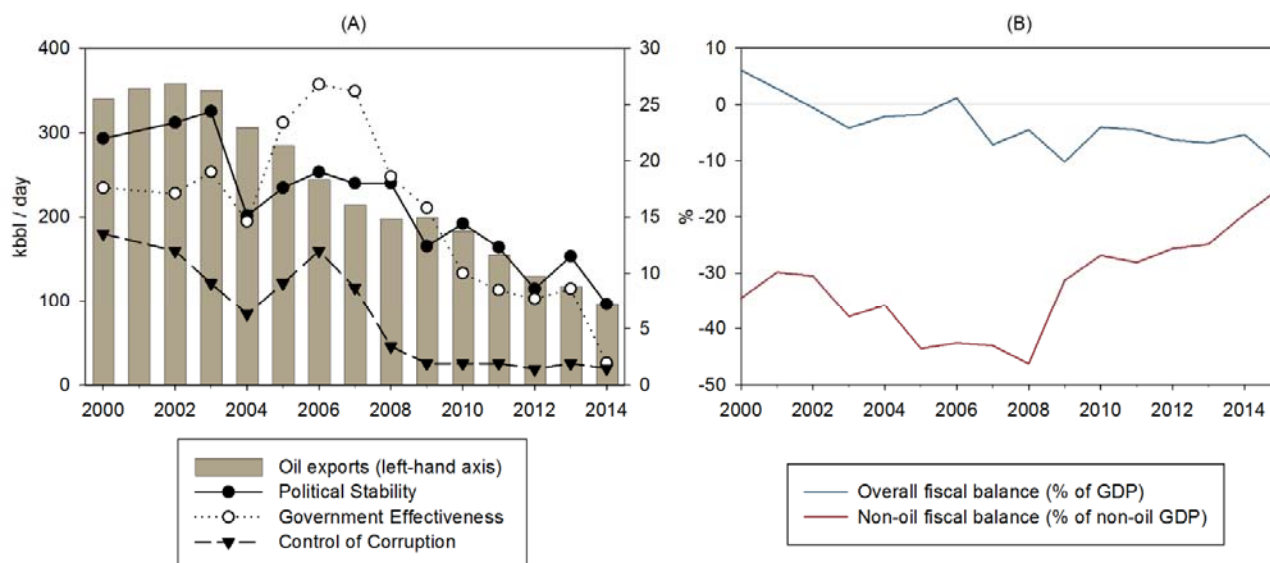 (A)
400
300
200
100
0
kbbl / day
30
25
20
15
10
5
0
2000 2002 2004 2006 2008 2010 2012 2014
Oil exports (left-hand axis)
Political Stability
Government Effectiveness
Control of Corruption
(B)
10
0
-10
-20
-30
-40
-50
%
2000 2002 2004 2006 2008 2010 2012 2014
Overall fiscal balance (% of GDP)
Non-oil fiscal balance (% of non-oil GDP)